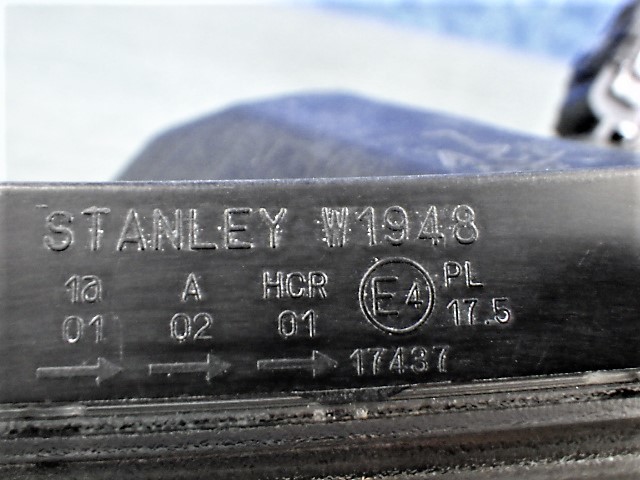 STANLEY W1948
1a A HCR E4 PL
01 02 01 17.5
→ → → 17437